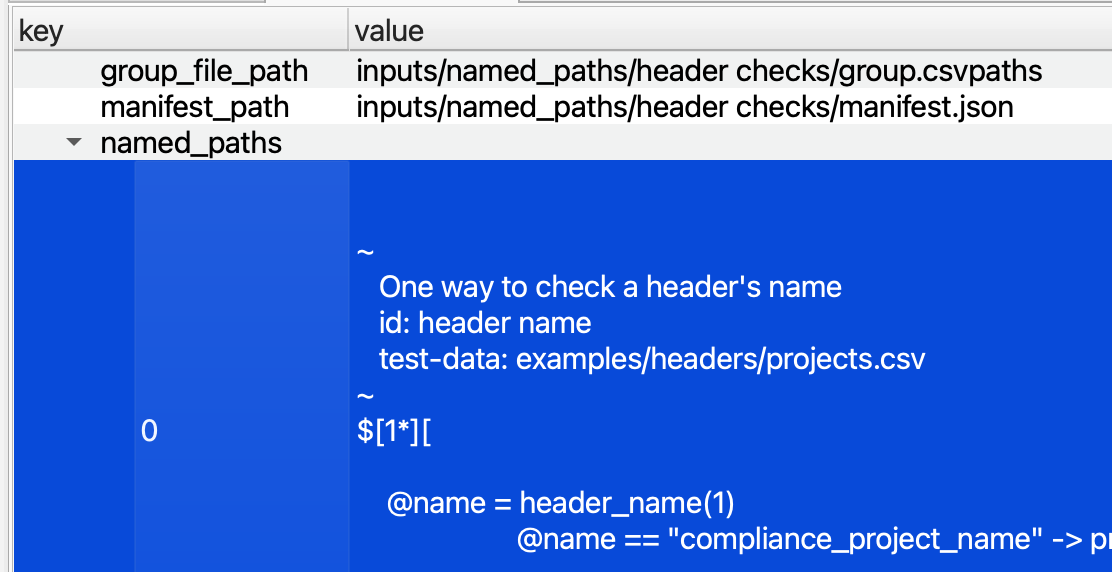 key value
group_file_path inputs/named_paths/header checks/group.csvpaths
manifest_path inputs/named_paths/header checks/manifest.json
named_paths
~
One way to check a header's name
id: header name
test-data: examples/headers/projects.csv
~
0 $[1*][
@name = header_name(1)
@name == "compliance_project_name" -> p